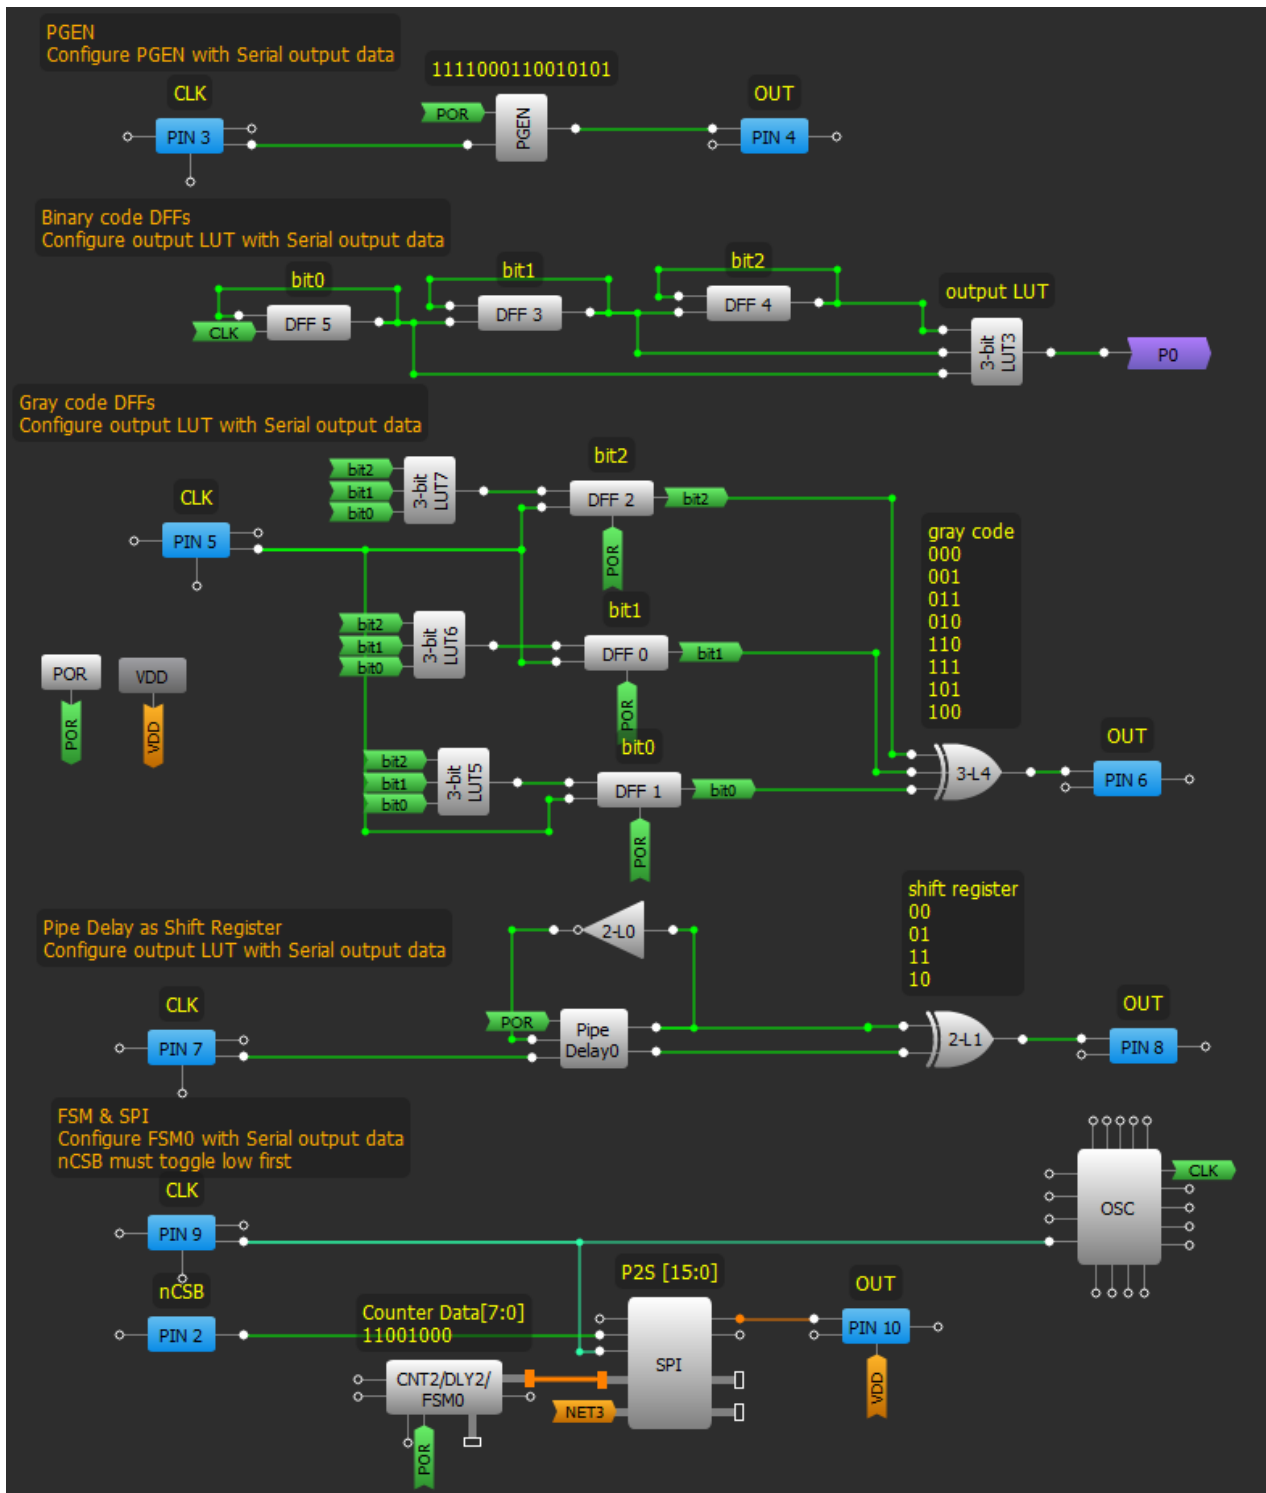 PGEN
Configure PGEN with Serial output data
1111000110010101
CLK
OUT
POR
PGEN
PIN 3
PIN 4
Binary code DFFs
Configure output LUT with Serial output data
bit0
bit1
bit2
output LUT
CLK
DFF 5
DFF 3
DFF 4
3-bit
LUT3
P0
Gray code DFFs
Configure output LUT with Serial output data
bit2
bit2
bit1
bit0
3-bit
LUT7
DFF 2
bit2
CLK
PIN 5
POR
gray code
000
001
011
010
110
111
101
100
bit1
bit2
bit1
bit0
3-bit
LUT6
DFF 0
bit1
POR
VDD
POR
VDD
POR
bit0
bit2
bit1
bit0
3-bit
LUT5
DFF 1
bit0
POR
3-L4
OUT
PIN 6
Pipe Delay as Shift Register
Configure output LUT with Serial output data
2-L0
shift register
00
01
11
10
CLK
PIN 7
POR
Pipe
Delay0
2-L1
OUT
PIN 8
FSM & SPI
Configure FSM0 with Serial output data
nCSB must toggle low first
CLK
PIN 9
OSC
CLK
nCSB
PIN 2
Counter Data[7:0]
11001000
P2S [15:0]
OUT
PIN 10
VDD
CNT2/DLY2/
FSM0
SPI
NET3
POR